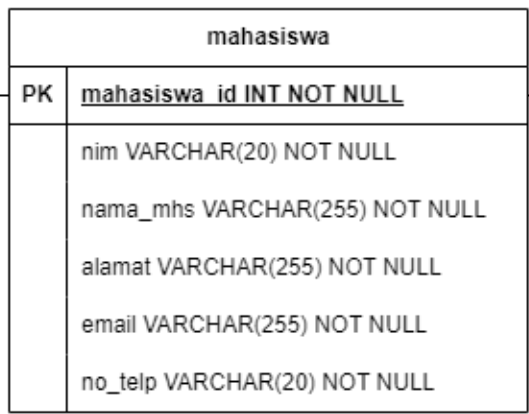 mahasiswa
PK mahasiswa_id INT NOT NULL
nim VARCHAR(20) NOT NULL
nama_mhs VARCHAR(255) NOT NULL
alamat VARCHAR(255) NOT NULL
email VARCHAR(255) NOT NULL
no_telp VARCHAR(20) NOT NULL